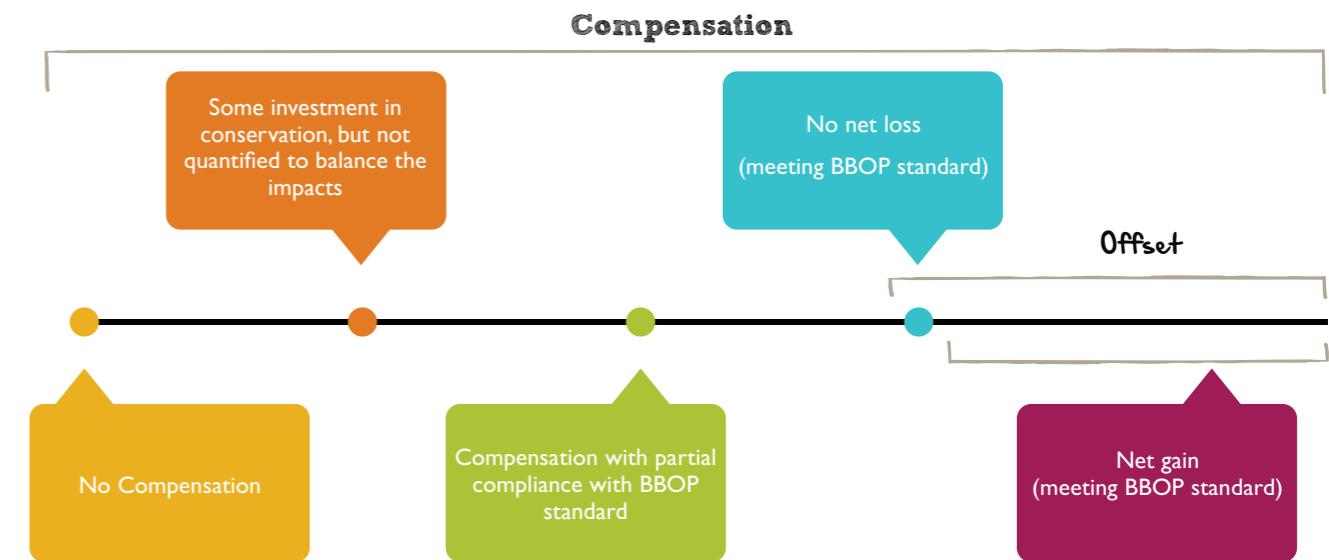 Compensation
Some investment in
conservation, but not
quantified to balance the
impacts
No net loss
(meeting BBOP standard)
Offset
No Compensation
Compensation with partial
compliance with BBOP
standard
Net gain
(meeting BBOP standard)